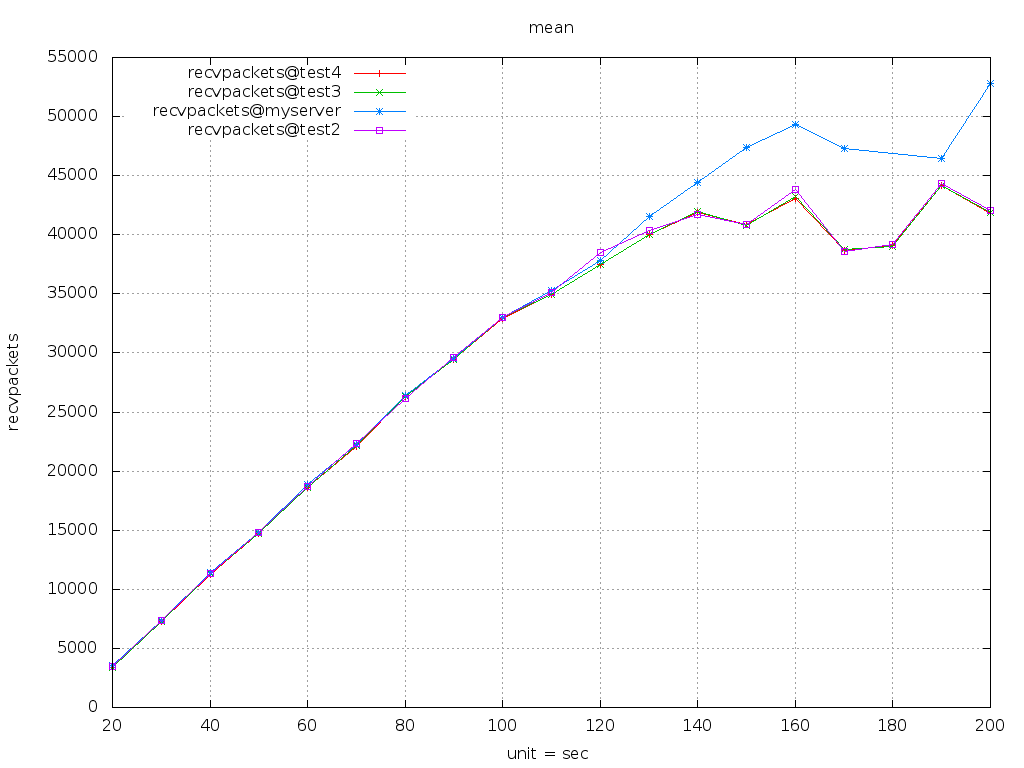 mean
55000
50000
45000
40000
35000
30000
25000
20000
15000
10000
5000
0
recvpackets@test4
recvpackets@test3
recvpackets@myserver
recvpackets@test2
recvpackets
20 40 60 80 100 120 140 160 180 200
unit = sec